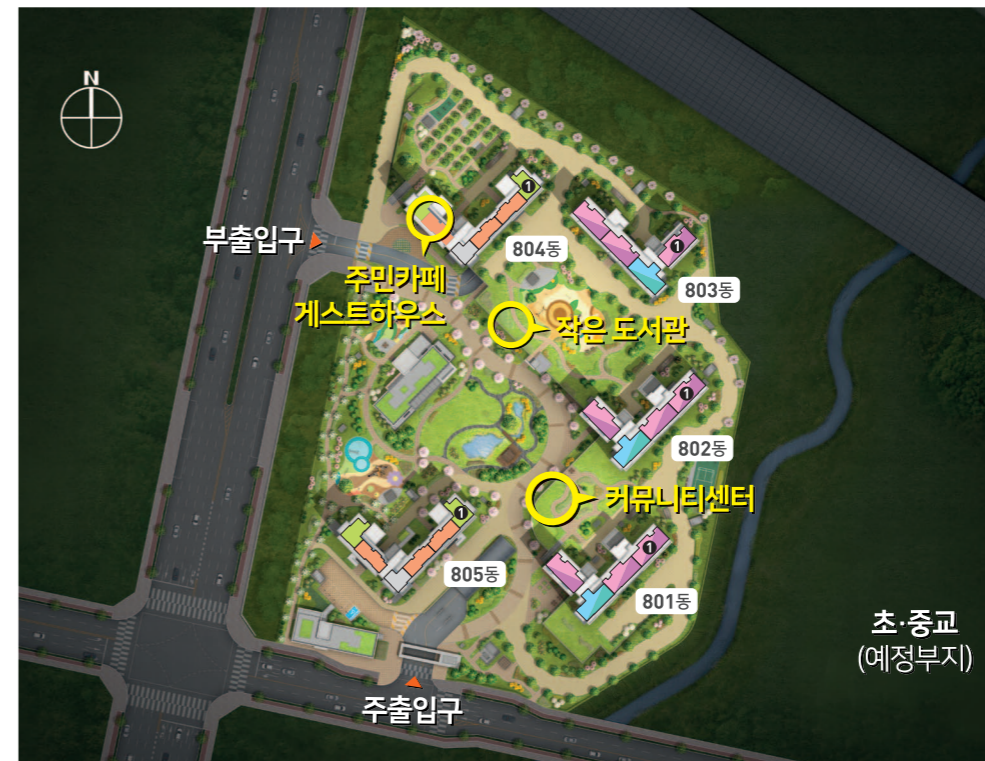 N
부출입구
주민카페
게스트하우스
1
804동
1
803동
작은 도서관
1
802동
커뮤니티센터
1
805동
1
801동
초·중교
(예정부지)
주출입구